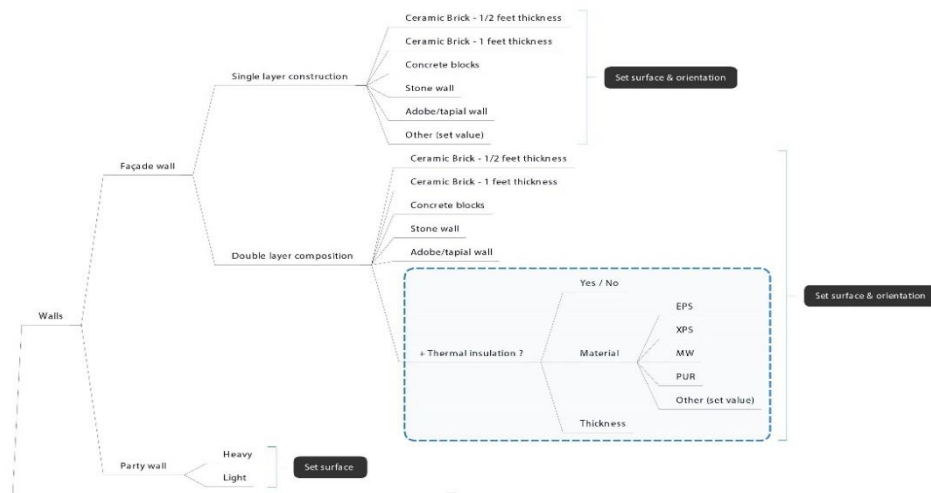 Ceramic Brick - 1/2 feet thickness
Ceramic Brick - 1 feet thickness
Concrete blocks
Single layer construction
Set surface & orientation
Stone wall
Adobe/tapial wall
Other (set value)
Façade wall
Ceramic Brick - 1/2 feet thickness
Ceramic Brick - 1 feet thickness
Concrete blocks
Stone wall
Double layer composition
Adobe/tapial wall
Yes / No
Set surface & orientation
EPS
Walls
XPS
+ Thermal insulation ?
Material
MW
PUR
Other (set value)
Thickness
Heavy
Party wall
Set surface
Light